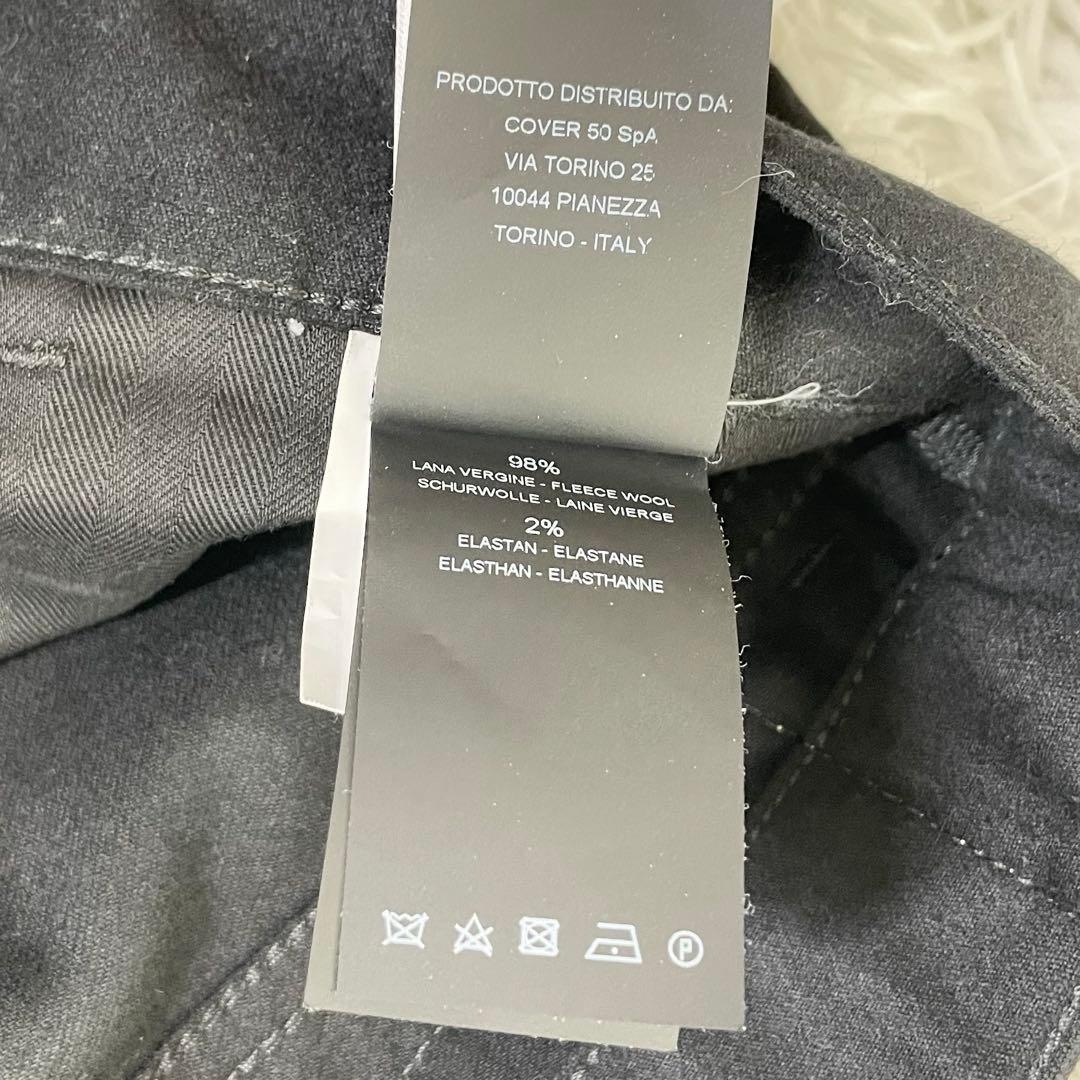 PRODOTTO DISTRIBUITO DA:
COVER 50 SpA
VIA TORINO 25
10044 PIANEZZA
TORINO - ITALY
98%
LANA VERGINE - FLEECE WOOL
SCHURWOLLE - LAINE VIERGE
2%
ELASTAN - ELASTANE
ELASTHAN - ELASTHANNE
P